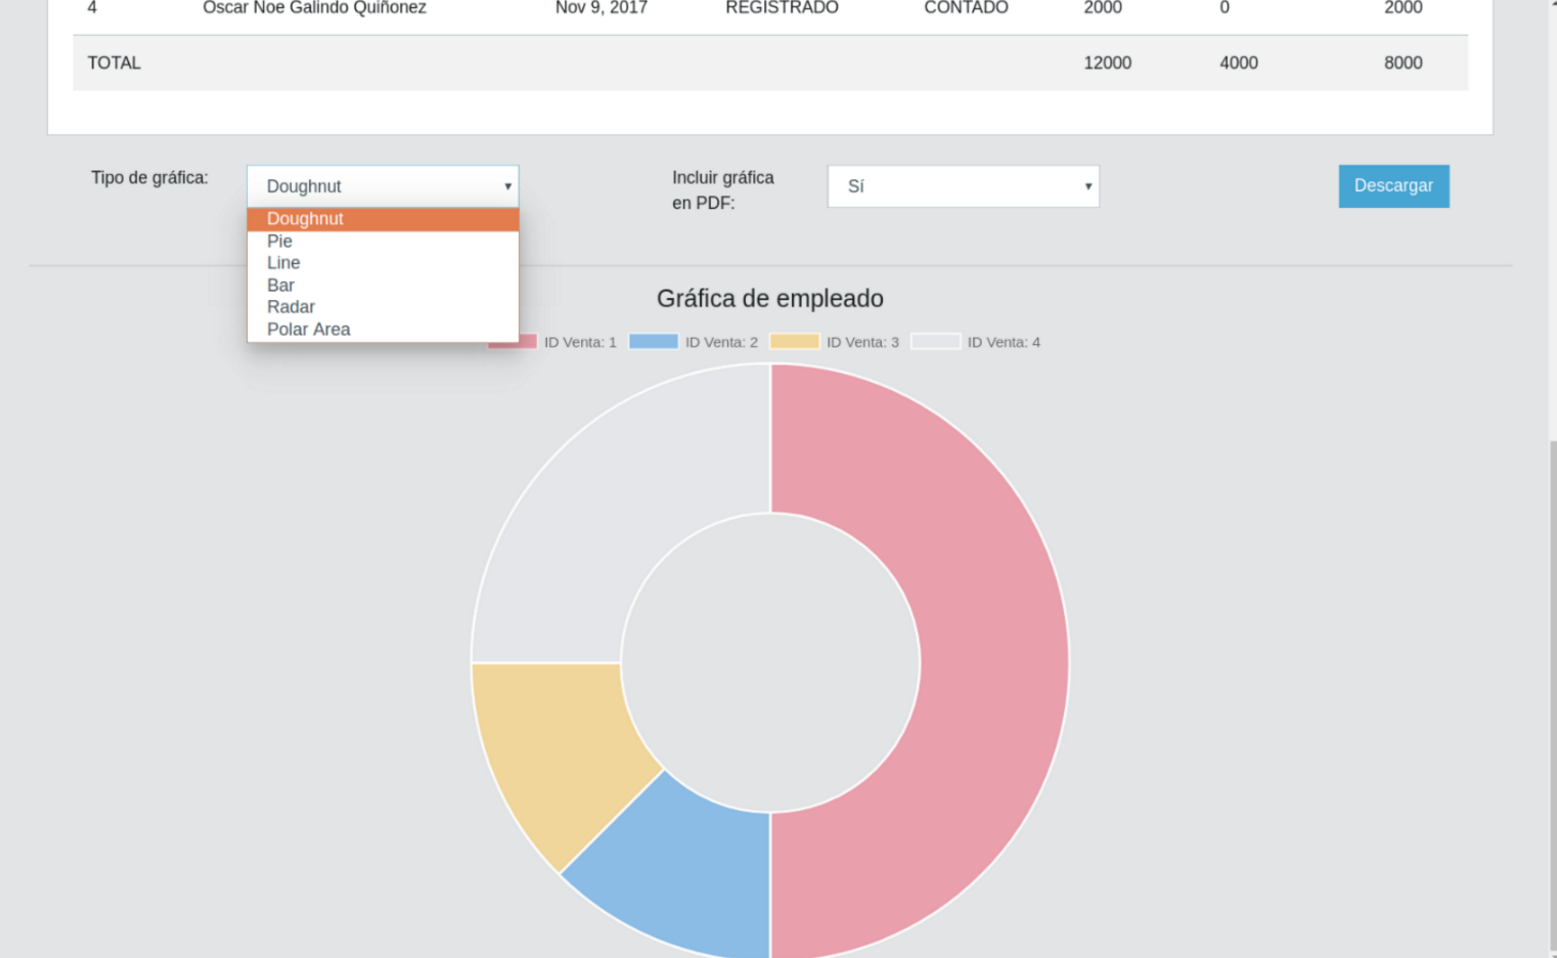 4 Oscar Noe Galindo Quiñonez Nov 9, 2017 REGISTRADO CONTADO 2000 0 2000
TOTAL 12000 4000 8000
Tipo de gráfica: Doughnut Incluir gráfica en PDF: Sí Descargar
Doughnut
Pie
Line
Bar
Radar
Polar Area
Gráfica de empleado
ID Venta: 1 ID Venta: 2 ID Venta: 3 ID Venta: 4